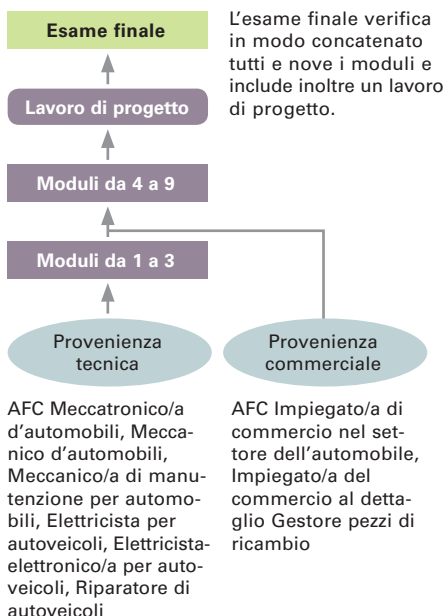 Esame finale
L'esame finale verifica
in modo concatenato
tutti e nove i moduli e
include inoltre un lavoro
di progetto.
Lavoro di progetto
Moduli da 4 a 9
Moduli da 1 a 3
Provenienza
tecnica
Provenienza
commerciale
AFC Meccatronico/a
d'automobili, Mecca-
nico d'automobili,
Meccanico/a di manu-
tenzione per automo-
bili, Elettricista per
autoveicoli, Elettricista-
elettronico/a per auto-
veicoli, Riparatore di
autoveicoli
AFC Impiegato/a di
commercio nel set-
tore dell'automobile,
Impiegato/a del
commercio al detta-
glio Gestore pezzi di
ricambio